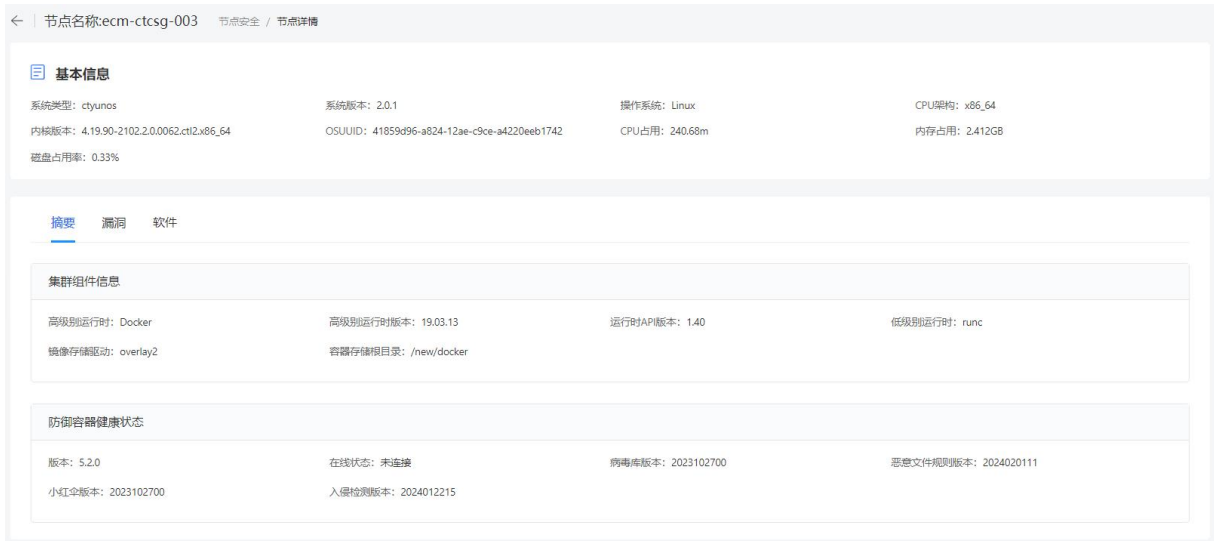 ← 节点名称:ecm-ctcsg-003 节点安全 / 节点详情
基本信息
系统类型：ctyunos 系统版本：2.0.1 操作系统：Linux CPU架构：x86_64
内核版本：4.19.90-2102.2.0.0062.ctl2.x86_64 OSUUID：41859d96-a824-12ae-c9ce-a4220eeb1742 CPU占用：240.68m 内存占用：2.412GB
磁盘占用率：0.33%
摘要 漏洞 软件
集群组件信息
高级别运行时：Docker 高级别运行时版本：19.03.13 运行时API版本：1.40 低级别运行时：runc
镜像存储驱动：overlay2 容器存储根目录：/new/docker
防御容器健康状态
版本：5.2.0 在线状态：未连接 病毒库版本：2023102700 恶意文件规则版本：2024020111
小红伞版本：2023102700 入侵检测版本：2024012215